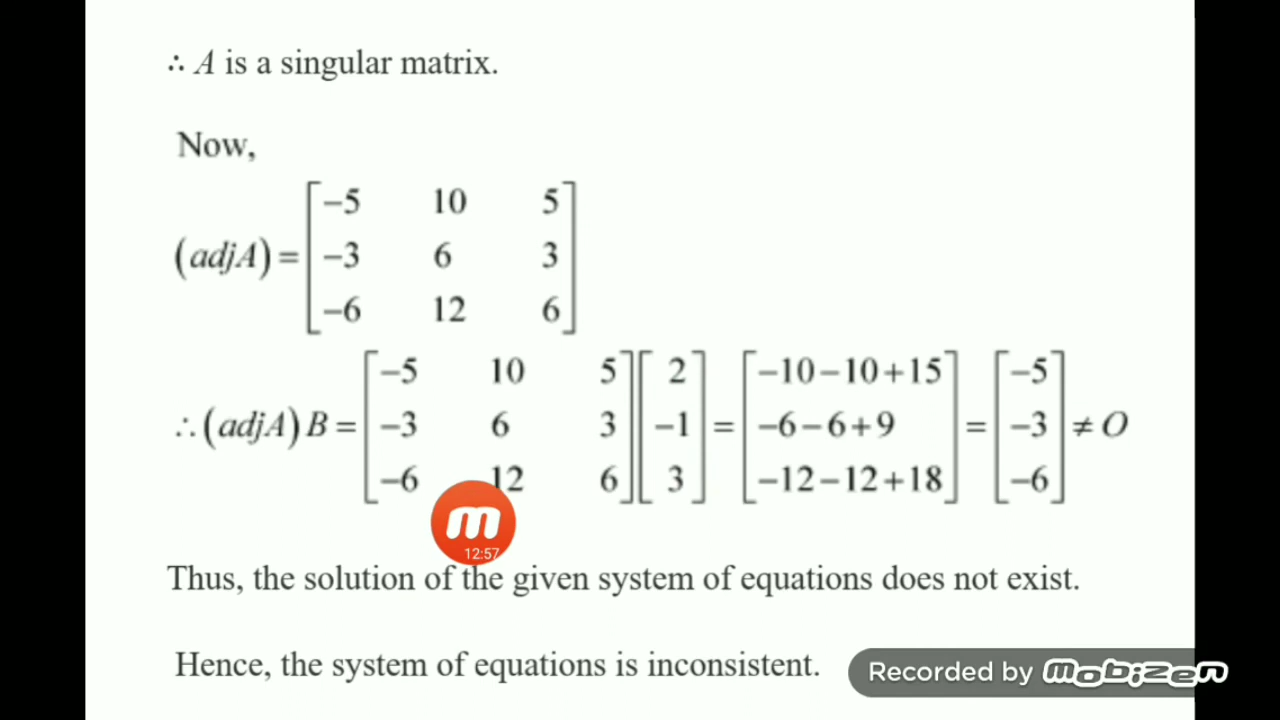 ∴ A is a singular matrix.
Now,
(adjA) = [−5 10 5
−3 6 3
−6 12 6]
∴ (adjA) B = [−5 10 5 −3 6 3 −6 12 6] [2 −1 3] = [−10−10+15 −6−6+9 −12−12+18] = [−5 −3 −6] ≠ O
m
12:57
Thus, the solution of the given system of equations does not exist.
Hence, the system of equations is inconsistent.
Recorded by mobizen